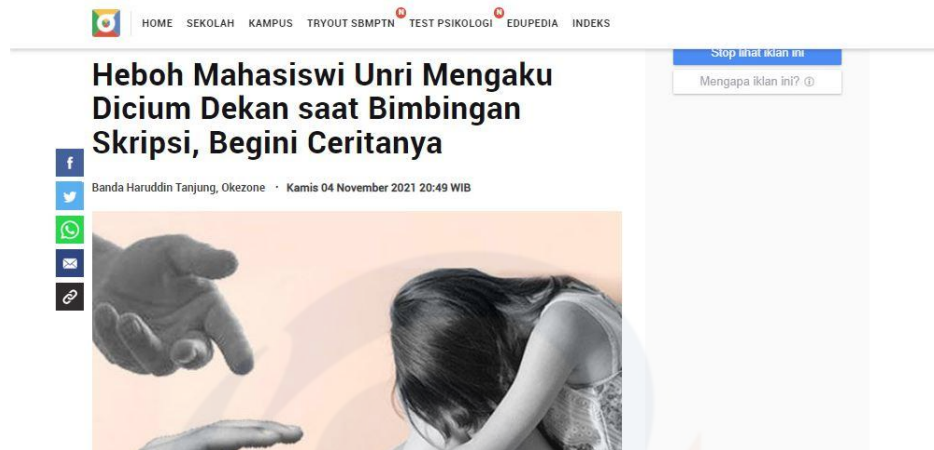 HOME SEKOLAH KAMPUS TRYOUT SBMPTN N TEST PSIKOLOGI N EDUPEDIA INDEKS
Stop lihat iklan ini
Mengapa iklan ini?
Heboh Mahasiswi Unri Mengaku
Dicium Dekan saat Bimbingan
Skripsi, Begini Ceritanya
Banda Haruddin Tanjung, Okezone · Kamis 04 November 2021 20:49 WIB